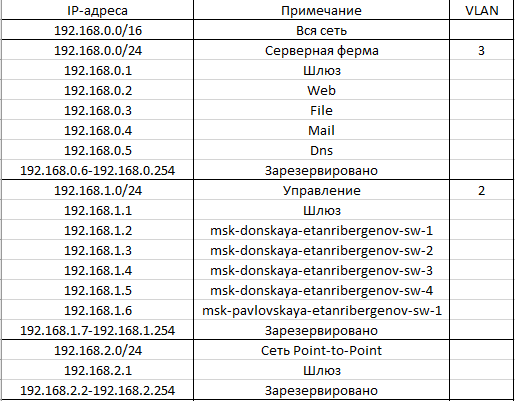 IP-адреса Примечание VLAN
192.168.0.0/16 Вся сеть
192.168.0.0/24 Серверная ферма 3
192.168.0.1 Шлюз
192.168.0.2 Web
192.168.0.3 File
192.168.0.4 Mail
192.168.0.5 Dns
192.168.0.6-192.168.0.254 Зарезервировано
192.168.1.0/24 Управление 2
192.168.1.1 Шлюз
192.168.1.2 msk-donskaya-etanribergenov-sw-1
192.168.1.3 msk-donskaya-etanribergenov-sw-2
192.168.1.4 msk-donskaya-etanribergenov-sw-3
192.168.1.5 msk-donskaya-etanribergenov-sw-4
192.168.1.6 msk-pavlovskaya-etanribergenov-sw-1
192.168.1.7-192.168.1.254 Зарезервировано
192.168.2.0/24 Сеть Point-to-Point
192.168.2.1 Шлюз
192.168.2.2-192.168.2.254 Зарезервировано